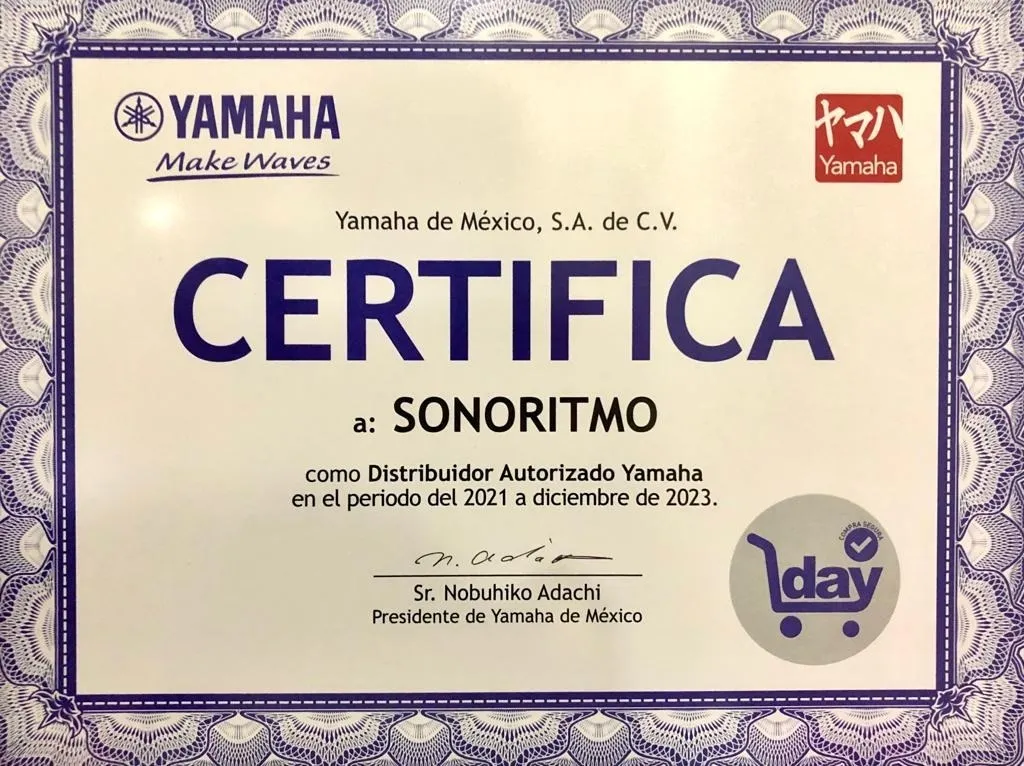 YAMAHA
Make Waves
ヤマハ
Yamaha
Yamaha de México, S.A. de C.V.
CERTIFICA
a: SONORITMO
como Distribuidor Autorizado Yamaha
en el periodo del 2021 a diciembre de 2023.
n. Adachi
Sr. Nobuhiko Adachi
Presidente de Yamaha de México
COMPRA SEGURA
day